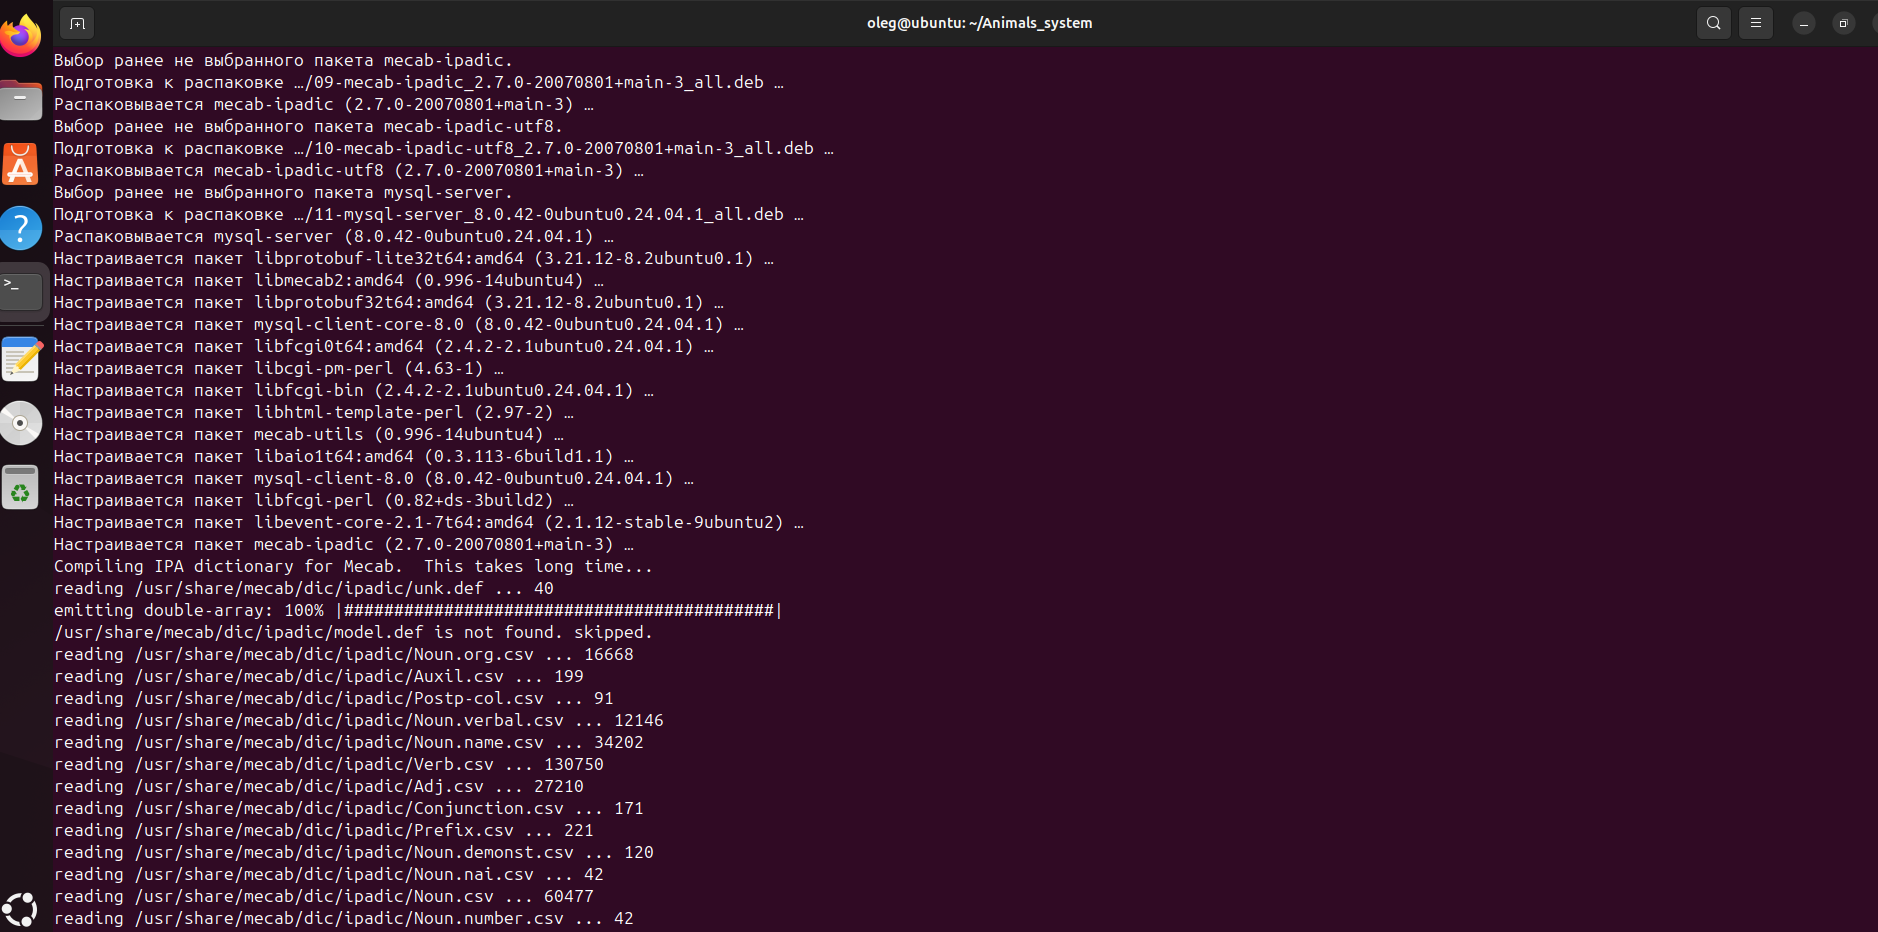 oleg@ubuntu: ~/Animals_system
Выбор ранее не выбранного пакета mecab-ipadic.
Подготовка к распаковке …/09-mecab-ipadic_2.7.0-20070801+main-3_all.deb …
Распаковывается mecab-ipadic (2.7.0-20070801+main-3) …
Выбор ранее не выбранного пакета mecab-ipadic-utf8.
Подготовка к распаковке …/10-mecab-ipadic-utf8_2.7.0-20070801+main-3_all.deb …
Распаковывается mecab-ipadic-utf8 (2.7.0-20070801+main-3) …
Выбор ранее не выбранного пакета mysql-server.
Подготовка к распаковке …/11-mysql-server_8.0.42-0ubuntu0.24.04.1_all.deb …
Распаковывается mysql-server (8.0.42-0ubuntu0.24.04.1) …
Настраивается пакет libprotobuf-lite32t64:amd64 (3.21.12-8.2ubuntu0.1) …
Настраивается пакет libmecab2:amd64 (0.996-14ubuntu4) …
Настраивается пакет libprotobuf32t64:amd64 (3.21.12-8.2ubuntu0.1) …
Настраивается пакет mysql-client-core-8.0 (8.0.42-0ubuntu0.24.04.1) …
Настраивается пакет libfcgi0t64:amd64 (2.4.2-2.1ubuntu0.24.04.1) …
Настраивается пакет libcgi-pm-perl (4.63-1) …
Настраивается пакет libfcgi-bin (2.4.2-2.1ubuntu0.24.04.1) …
Настраивается пакет libhtml-template-perl (2.97-2) …
Настраивается пакет mecab-utils (0.996-14ubuntu4) …
Настраивается пакет libaio1t64:amd64 (0.3.113-6build1.1) …
Настраивается пакет mysql-client-8.0 (8.0.42-0ubuntu0.24.04.1) …
Настраивается пакет libfcgi-perl (0.82+ds-3build2) …
Настраивается пакет libevent-core-2.1-7t64:amd64 (2.1.12-stable-9ubuntu2) …
Настраивается пакет mecab-ipadic (2.7.0-20070801+main-3) …
Compiling IPA dictionary for Mecab.  This takes long time...
reading /usr/share/mecab/dic/ipadic/unk.def ... 40
emitting double-array: 100% |###########################################|
/usr/share/mecab/dic/ipadic/model.def is not found. skipped.
reading /usr/share/mecab/dic/ipadic/Noun.org.csv ... 16668
reading /usr/share/mecab/dic/ipadic/Auxil.csv ... 199
reading /usr/share/mecab/dic/ipadic/Postp-col.csv ... 91
reading /usr/share/mecab/dic/ipadic/Noun.verbal.csv ... 12146
reading /usr/share/mecab/dic/ipadic/Noun.name.csv ... 34202
reading /usr/share/mecab/dic/ipadic/Verb.csv ... 130750
reading /usr/share/mecab/dic/ipadic/Adj.csv ... 27210
reading /usr/share/mecab/dic/ipadic/Conjunction.csv ... 171
reading /usr/share/mecab/dic/ipadic/Prefix.csv ... 221
reading /usr/share/mecab/dic/ipadic/Noun.demonst.csv ... 120
reading /usr/share/mecab/dic/ipadic/Noun.nai.csv ... 42
reading /usr/share/mecab/dic/ipadic/Noun.csv ... 60477
reading /usr/share/mecab/dic/ipadic/Noun.number.csv ... 42